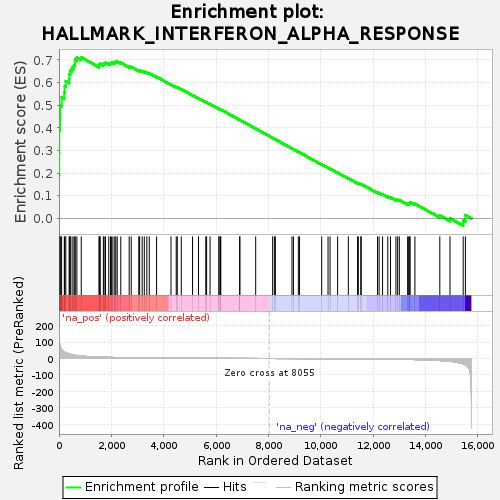 Enrichment plot:
HALLMARK_INTERFERON_ALPHA_RESPONSE
Enrichment score (ES)
0.7
0.6
0.5
0.4
0.3
0.2
0.1
0.0
'na_pos' (positively correlated)
Ranked list metric (PreRanked)
200
100
0
-100
-200
-300
-400
Zero cross at 8055
'na_neg' (negatively correlated)
0
2,000
4,000
6,000
8,000
10,000
12,000
14,000
16,000
Rank in Ordered Dataset
Enrichment profile
Hits
Ranking metric scores